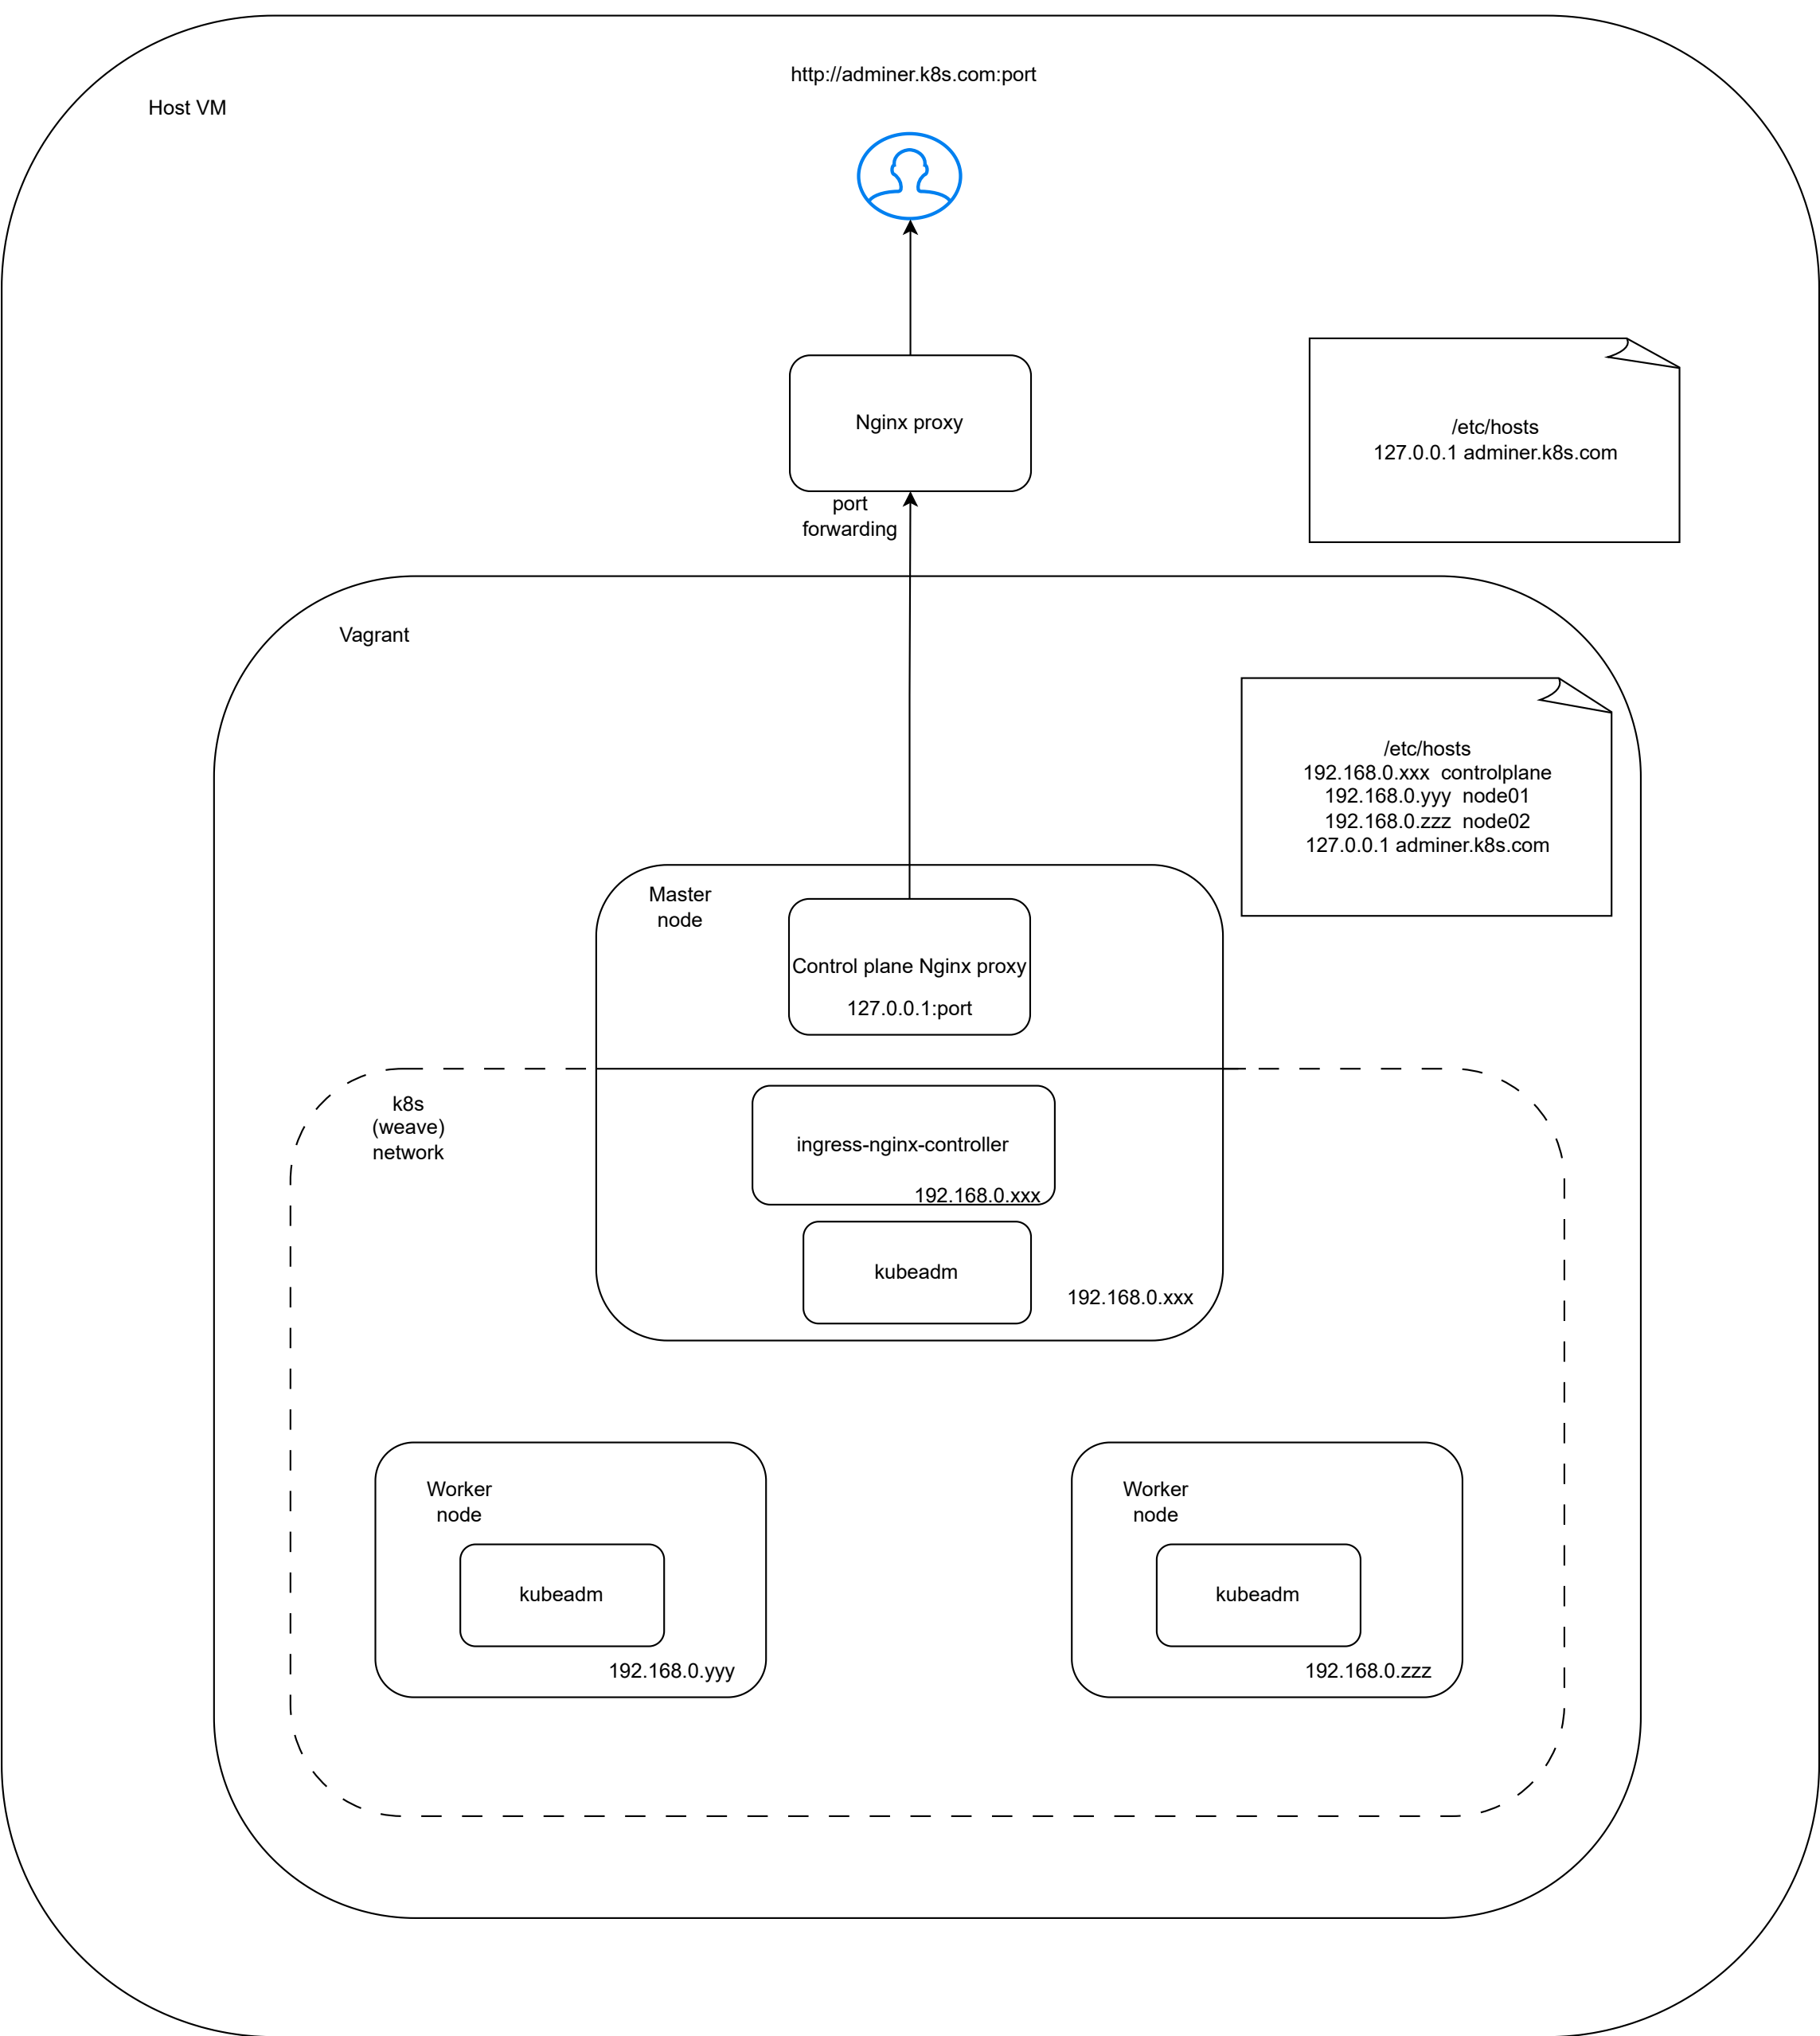 http://adminer.k8s.com:port
Host VM
Nginx proxy
/etc/hosts
127.0.0.1 adminer.k8s.com
port
forwarding
Vagrant
/etc/hosts
192.168.0.xxx  controlplane
192.168.0.yyy  node01
192.168.0.zzz  node02
127.0.0.1 adminer.k8s.com
Master
node
Control plane Nginx proxy
127.0.0.1:port
k8s
(weave)
network
ingress-nginx-controller
192.168.0.xxx
kubeadm
192.168.0.xxx
Worker
node
kubeadm
192.168.0.yyy
Worker
node
kubeadm
192.168.0.zzz